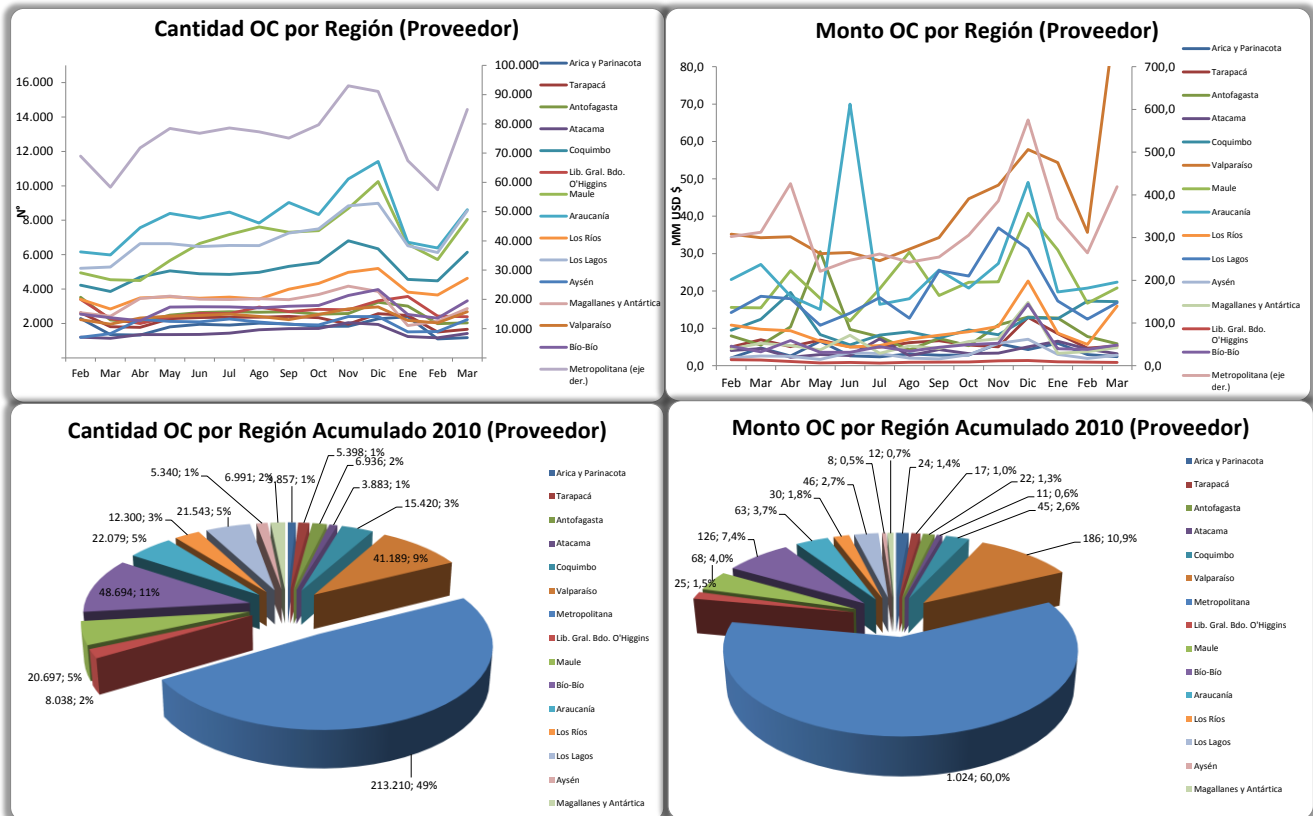 Cantidad OC por Región (Proveedor)
16.000
14.000
12.000
10.000
8.000
6.000
4.000
2.000
Nº
100.000
90.000
80.000
70.000
60.000
50.000
40.000
30.000
20.000
10.000
Feb Mar Abr May Jun Jul Ago Sep Oct Nov Dic Ene Feb Mar
Arica y Parinacota
Tarapacá
Antofagasta
Atacama
Coquimbo
Lib. Gral. Bdo.
O'Higgins
Maule
Araucanía
Los Ríos
Los Lagos
Aysén
Magallanes y Antártica
Valparaíso
Bío-Bío
Metropolitana (eje
der.)
Monto OC por Región (Proveedor)
80,0
70,0
60,0
50,0
40,0
30,0
20,0
10,0
0,0
MM USD $
700,0
600,0
500,0
400,0
300,0
200,0
100,0
0,0
Feb Mar Abr May Jun Jul Ago Sep Oct Nov Dic Ene Feb Mar
Arica y Parinacota
Tarapacá
Antofagasta
Atacama
Coquimbo
Valparaíso
Maule
Araucanía
Los Ríos
Los Lagos
Aysén
Magallanes y Antártica
Lib. Gral. Bdo.
O'Higgins
Bío-Bío
Metropolitana (eje
der.)
Cantidad OC por Región Acumulado 2010 (Proveedor)
3.857; 1%
5.398; 1%
6.936; 2%
3.883; 1%
15.420; 3%
41.189; 9%
213.210; 49%
8.038; 2%
20.697; 5%
48.694; 11%
22.079; 5%
12.300; 3%
21.543; 5%
5.340; 1%
6.991; 2%
Arica y Parinacota
Tarapacá
Antofagasta
Atacama
Coquimbo
Valparaíso
Metropolitana
Lib. Gral. Bdo. O'Higgins
Maule
Bío-Bío
Araucanía
Los Ríos
Los Lagos
Aysén
Magallanes y Antártica
Monto OC por Región Acumulado 2010 (Proveedor)
24; 1,4%
17; 1,0%
22; 1,3%
11; 0,6%
45; 2,6%
186; 10,9%
1.024; 60,0%
25; 1,5%
68; 4,0%
126; 7,4%
63; 3,7%
30; 1,8%
46; 2,7%
8; 0,5%
12; 0,7%
Arica y Parinacota
Tarapacá
Antofagasta
Atacama
Coquimbo
Valparaíso
Metropolitana
Lib. Gral. Bdo. O'Higgins
Maule
Bío-Bío
Araucanía
Los Ríos
Los Lagos
Aysén
Magallanes y Antártica